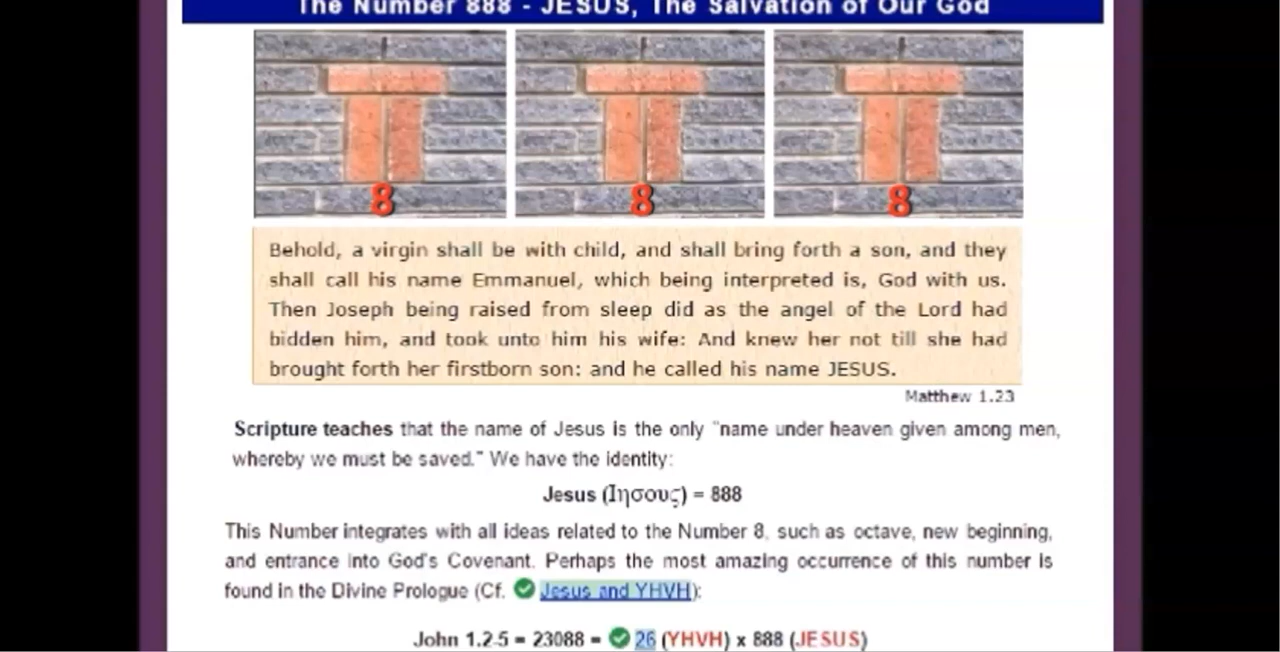 The Number 888 - JESUS, The Salvation of Our God
8 8 8
Behold, a virgin shall be with child, and shall bring forth a son, and they
shall call his name Emmanuel, which being interpreted is, God with us.
Then Joseph being raised from sleep did as the angel of the Lord had
bidden him, and took unto him his wife: And knew her not till she had
brought forth her firstborn son: and he called his name JESUS.
Matthew 1.23
Scripture teaches that the name of Jesus is the only "name under heaven given among men,
whereby we must be saved." We have the identity:
Jesus (Ιησους) = 888
This Number integrates with all ideas related to the Number 8, such as octave, new beginning,
and entrance into God's Covenant. Perhaps the most amazing occurrence of this number is
found in the Divine Prologue (Cf. Jesus and YHVH):
John 1.2-5 = 23088 = 26 (YHVH) x 888 (JESUS)